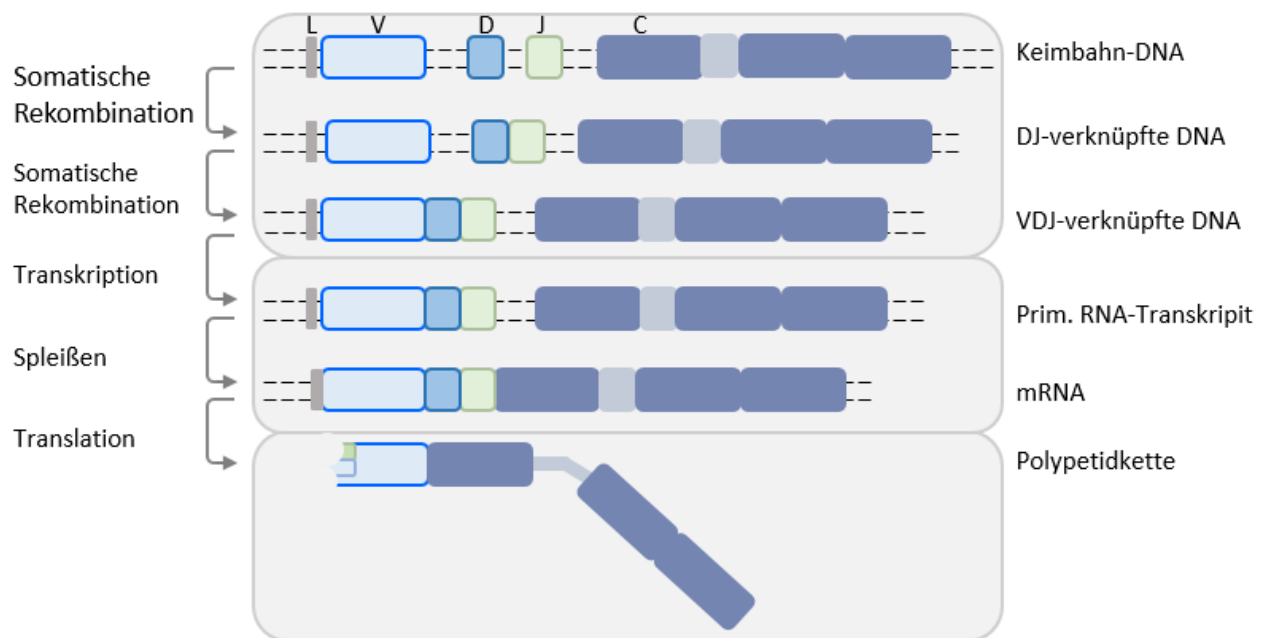 L V D J C
Keimbahn-DNA
Somatische
Rekombination
DJ-verknüpfte DNA
Somatische
Rekombination
VDJ-verknüpfte DNA
Transkription
Prim. RNA-Transkripit
Spleißen
mRNA
Translation
Polypetidkette